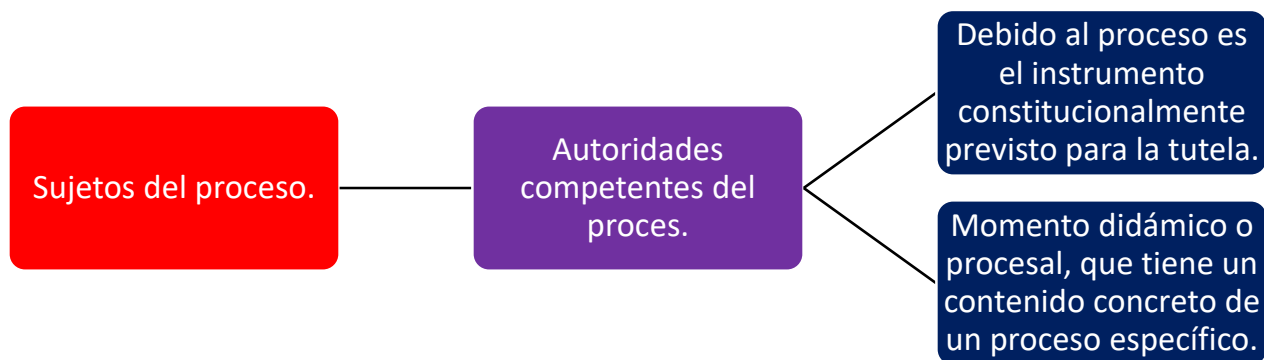 Sujetos del proceso.
Autoridades
competentes del
proces.
Debido al proceso es
el instrumento
constitucionalmente
previsto para la tutela.
Momento didámico o
procesal, que tiene un
contenido concreto de
un proceso específico.